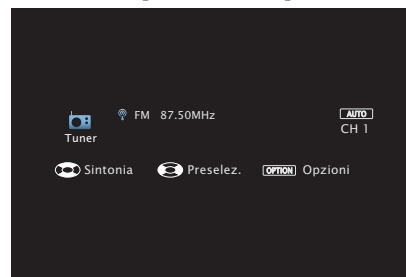 FM 87.50MHz
AUTO
Tuner
CH 1
Sintonia Preselez. OPTION Opzioni